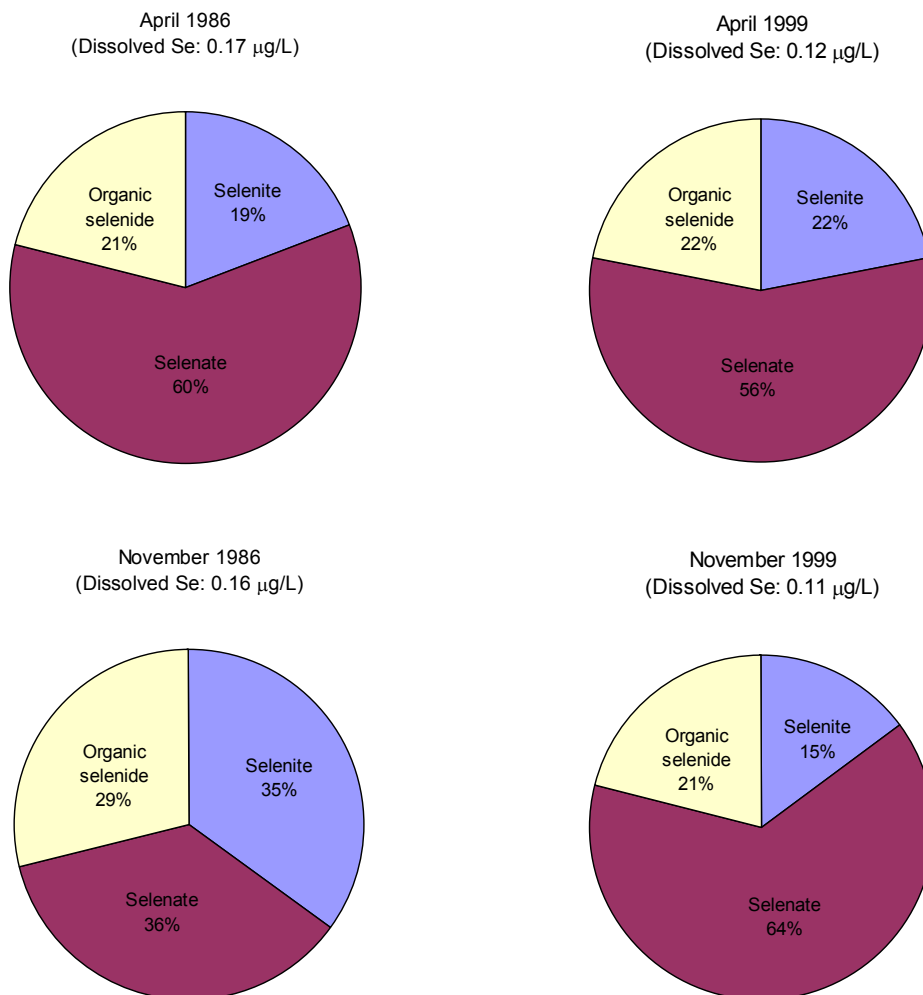 April 1986
(Dissolved Se: 0.17 μg/L)
Organic
selenide
21%
Selenite
19%
Selenate
60%
April 1999
(Dissolved Se: 0.12 μg/L)
Organic
selenide
22%
Selenite
22%
Selenate
56%
November 1986
(Dissolved Se: 0.16 μg/L)
Organic
selenide
29%
Selenite
35%
Selenate
36%
November 1999
(Dissolved Se: 0.11 μg/L)
Organic
selenide
21%
Selenite
15%
Selenate
64%